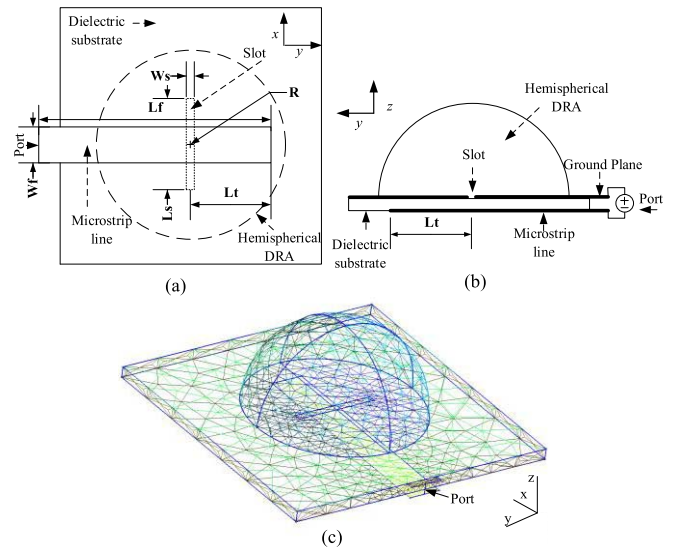 Dielectric
substrate
x
y
Slot
Ws
R
Lf
Port
Wf
Ls
Lt
Microstrip
line
Hemispherical
DRA
(a)
z
y
Hemispherical
DRA
Slot
Ground Plane
Port
Lt
Microstrip
line
Dielectric
substrate
(b)
Port
z
x
y
(c)